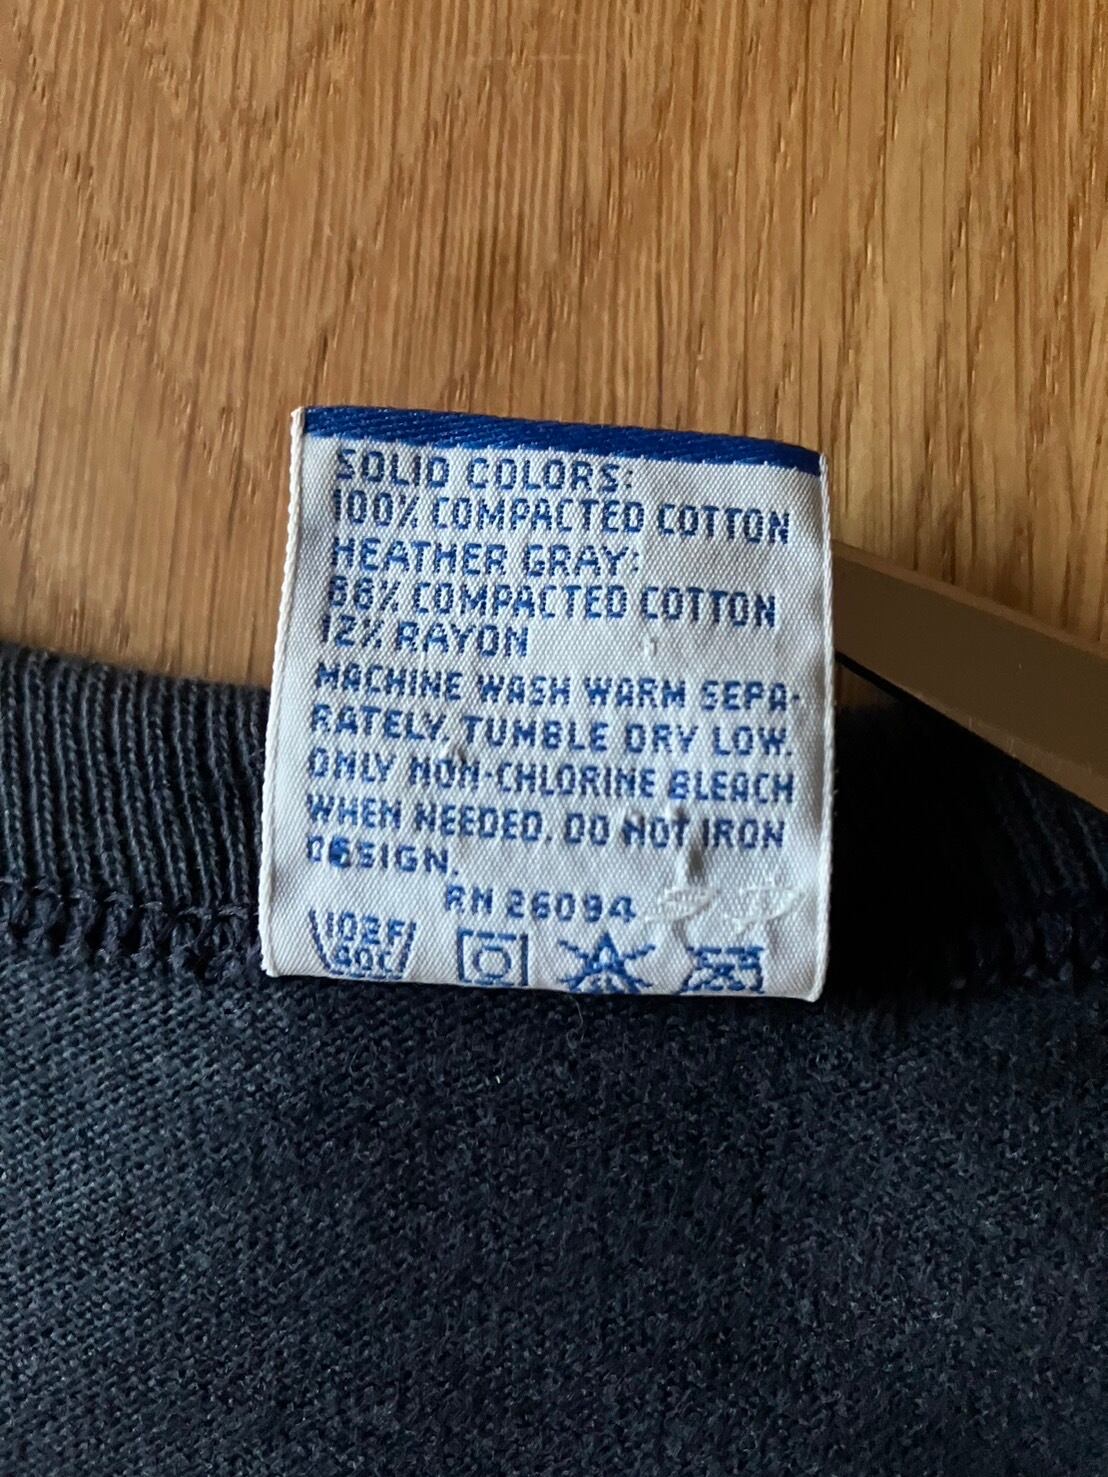 SOLID COLORS:
100% COMPACTED COTTON
HEATHER GRAY:
88% COMPACTED COTTON
12% RAYON
MACHINE WASH WARM SEPA-
RATELY. TUMBLE DRY LOW.
ONLY NON-CHLORINE BLEACH
WHEN NEEDED. DO NOT IRON
DESIGN.
RN 26094
102F
40C